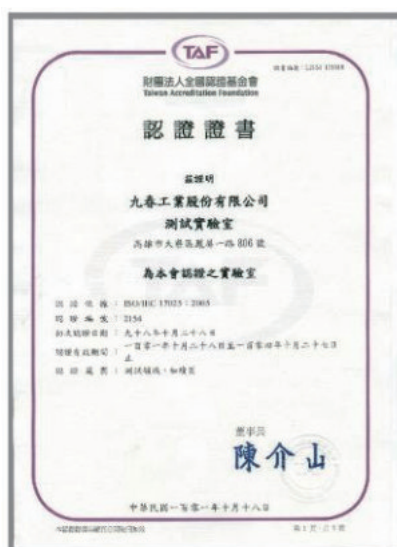 TAF
財團法人全國認證基金會
Taiwan Accreditation Foundation
認證證書
茲證明
九春工業股份有限公司
測試實驗室
高雄市大寮區鳳屏一路 806 號
為本會認證之實驗室
認證依據：ISO/IEC 17025：2005
認證編號：2154
初次認證日期：九十八年十月二十八日
認證有效期間：一百零一年十月二十八日至一百零四年十月二十七日
止
認證範圍：測試領域，如續頁
董事長
陳介山
中華民國一百零一年十月十八日